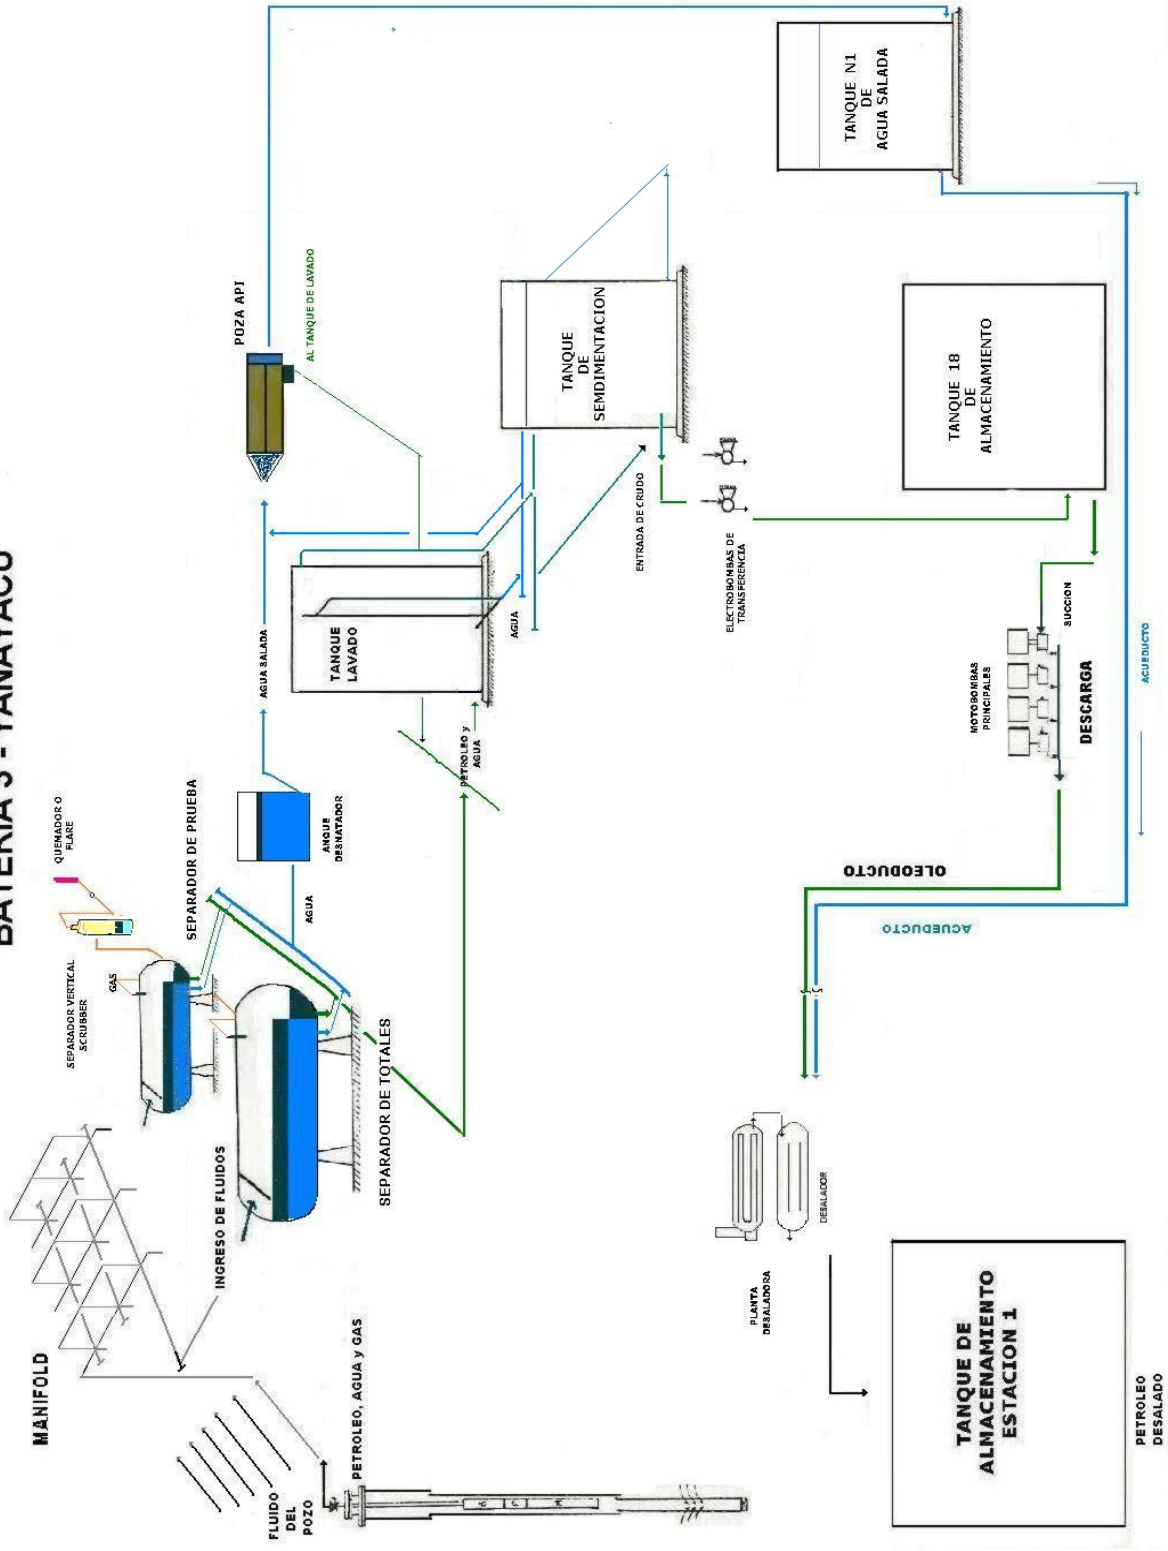 BATERIA 3 - YANAYACU
MANIFOLD
FLUIDO
DEL
POZO
PETROLEO, AGUA y GAS
INGRESO DE FLUIDOS
SEPARADOR VERTICAL
SCRUBBER
GAS
QUEMADOR O
FLARE
SEPARADOR DE PRUEBA
SEPARADOR DE TOTALES
AGUA
ANQUE
DESNATADOR
AGUA SALADA
POZA API
AL TANQUE DE LAVADO
TANQUE
LAVADO
PETROLEO y
AGUA
AGUA
TANQUE
DE
SEMDIMENTACION
ENTRADA DE CRUDO
ELECTROBOMBAS DE
TRANSFERENCIA
TANQUE N1
DE
AGUA SALADA
TANQUE 18
DE
ALMACENAMIENTO
SUCCION
MOTOBOMBAS
PRINCIPALES
DESCARGA
ACUEDUCTO
OLEODUCTO
ACUEDUCTO
PLANTA
DESALADORA
DESALADOR
TANQUE DE
ALMACENAMIENTO
ESTACION 1
PETROLEO
DESALADO